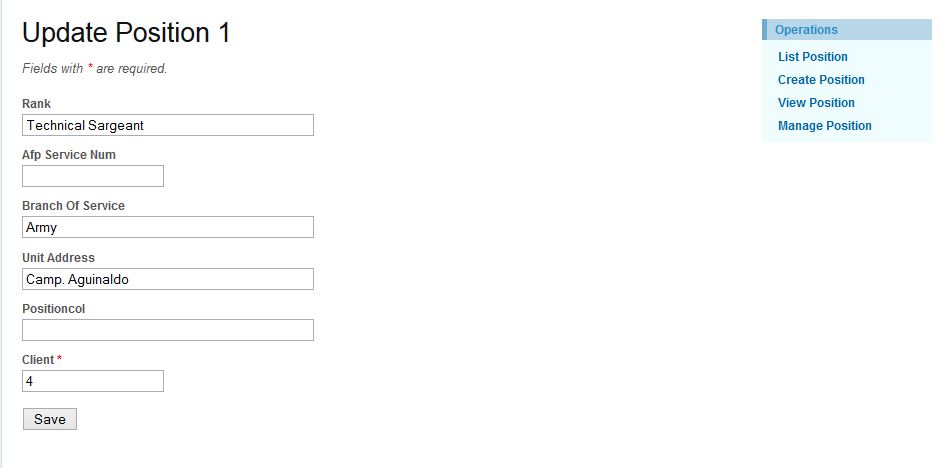 Update Position 1
Fields with * are required.
Rank
Technical Sargeant
Afp Service Num
Branch Of Service
Army
Unit Address
Camp. Aguinaldo
Positioncol
Client *
4
Save
Operations
List Position
Create Position
View Position
Manage Position